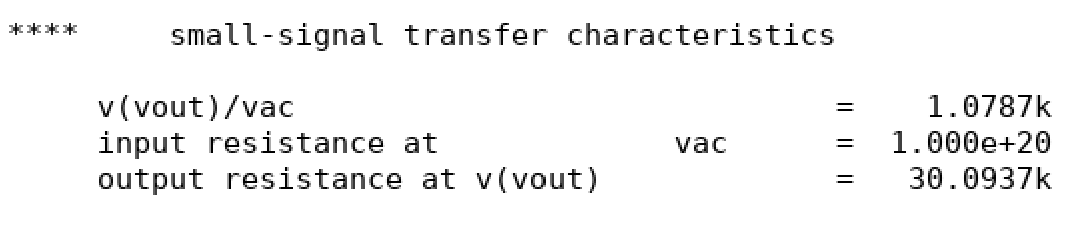 **** small-signal transfer characteristics
v(vout)/vac = 1.0787k
input resistance at vac = 1.000e+20
output resistance at v(vout) = 30.0937k